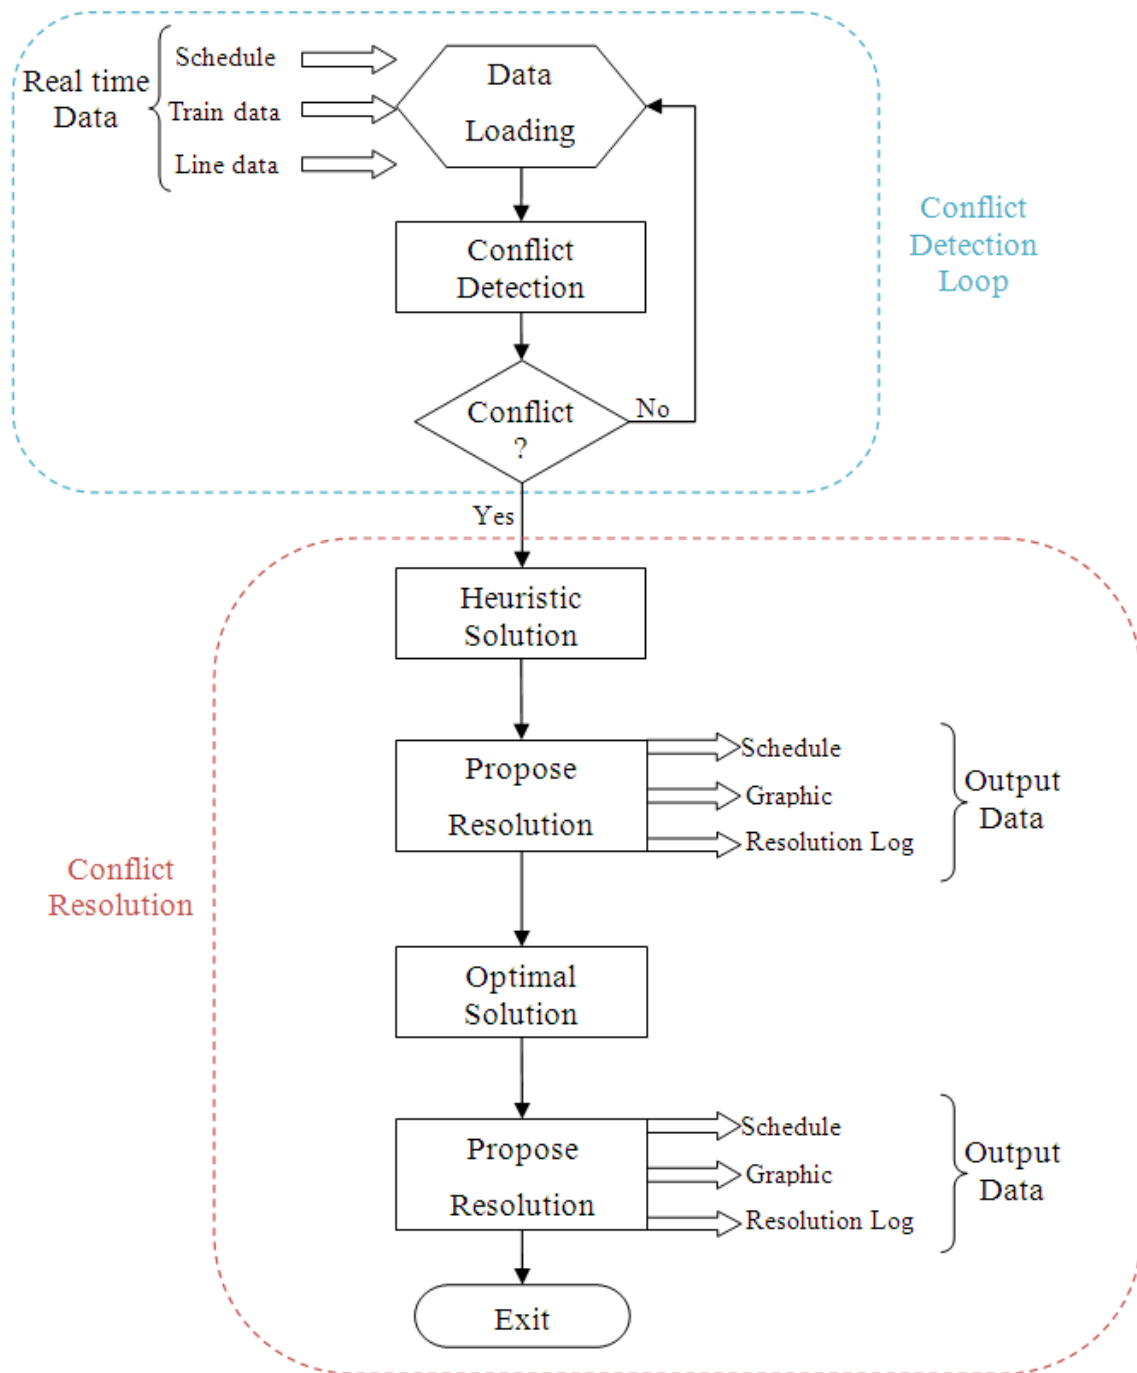 Real time
Data
Schedule
Train data
Line data
Data
Loading
Conflict
Detection
Loop
Conflict
Detection
Conflict
?
No
Yes
Heuristic
Solution
Propose
Resolution
Schedule
Graphic
Resolution Log
Output
Data
Conflict
Resolution
Optimal
Solution
Propose
Resolution
Schedule
Graphic
Resolution Log
Output
Data
Exit